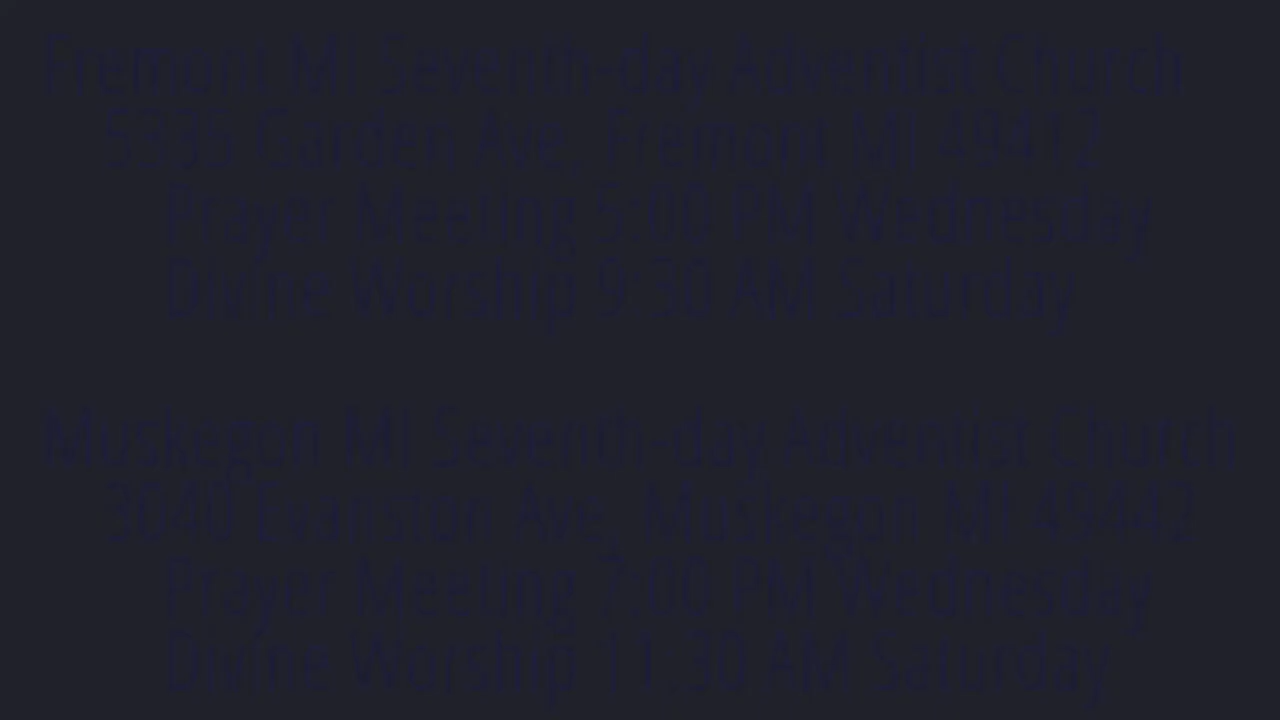 Fremont MI Seventh-day Adventist Church
5335 Garden Ave, Fremont MI 49412
Prayer Meeting 5:00 PM Wednesday
Divine Worship 9:30 AM Saturday
Muskegon MI Seventh-day Adventist Church
3040 Evanston Ave, Muskegon MI 49442
Prayer Meeting 7:00 PM Wednesday
Divine Worship 11:30 AM Saturday